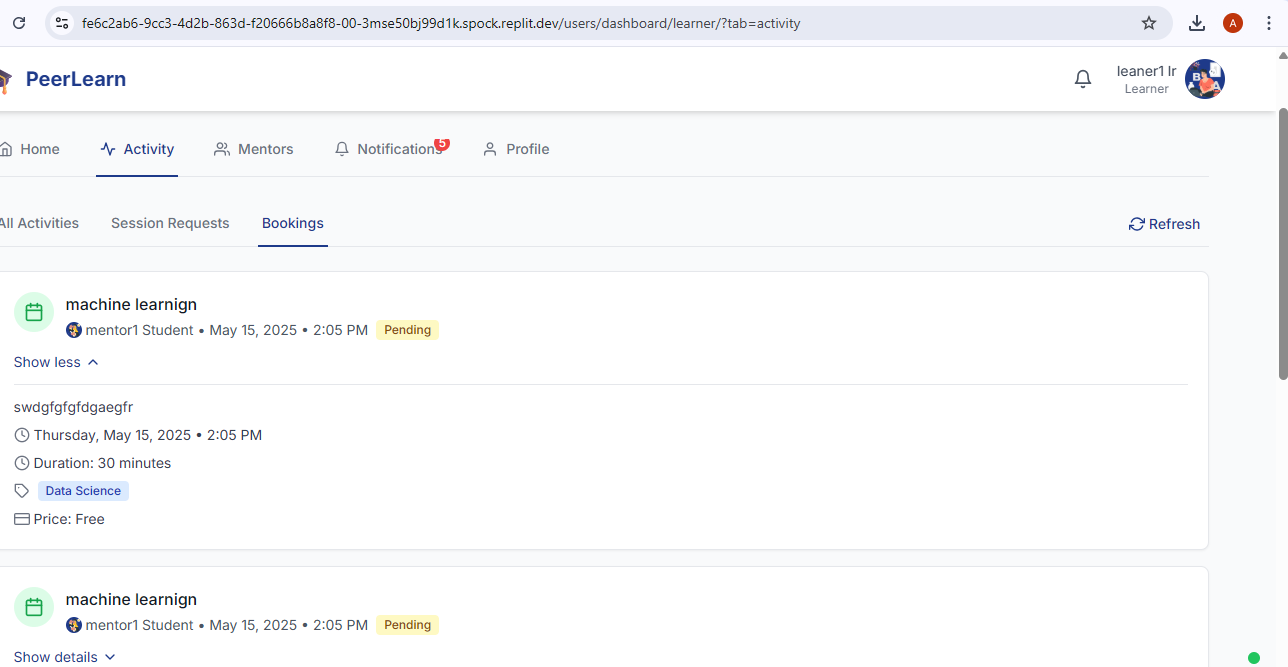 fe6c2ab6-9cc3-4d2b-863d-f20666b8a8f8-00-3mse50bj99d1k.spock.replit.dev/users/dashboard/learner/?tab=activity
A
PeerLearn
leaner1 lr
Learner
Home Activity Mentors Notifications 5 Profile
All Activities Session Requests Bookings Refresh
machine learnign
mentor1 Student • May 15, 2025 • 2:05 PM Pending
Show less
swdgfgfgfdgaegfr
Thursday, May 15, 2025 • 2:05 PM
Duration: 30 minutes
Data Science
Price: Free
machine learnign
mentor1 Student • May 15, 2025 • 2:05 PM Pending
Show details